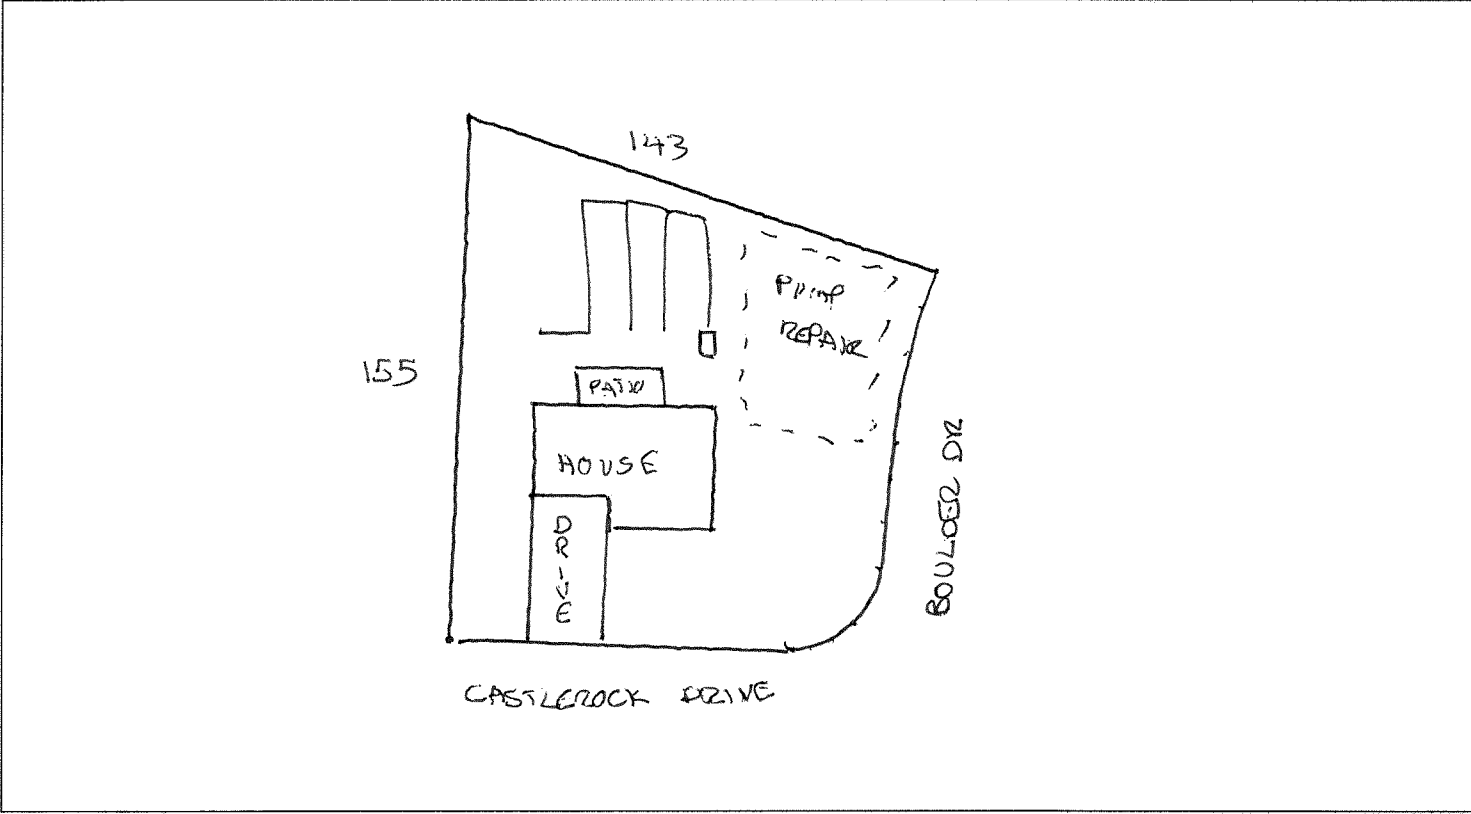 143
PUMP
REPAIR
155
PATIO
HOUSE
DRIVE
BOULDER DR
CASTLEROCK DRIVE